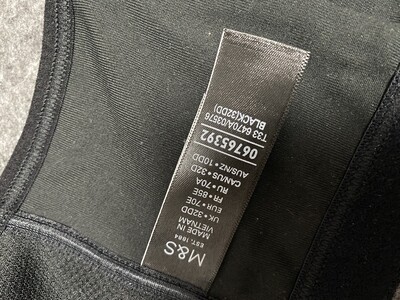 M&S
EST. 1884
MADE IN
VIETNAM
UK • 32DD
EUR • 70E
FR • 85E
RU • 70A
CAN/US • 32D
AUS/NZ • 10DD
06765392
T33 6470A/03576
BLACK(32DD)